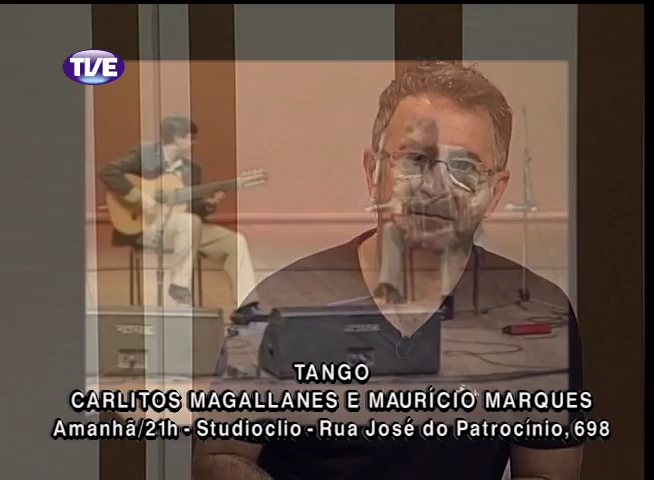 TVE
TANGO
CARLITOS MAGALLANES E MAURÍCIO MARQUES
Amanhã/21h - Studioclio - Rua José do Patrocínio, 698